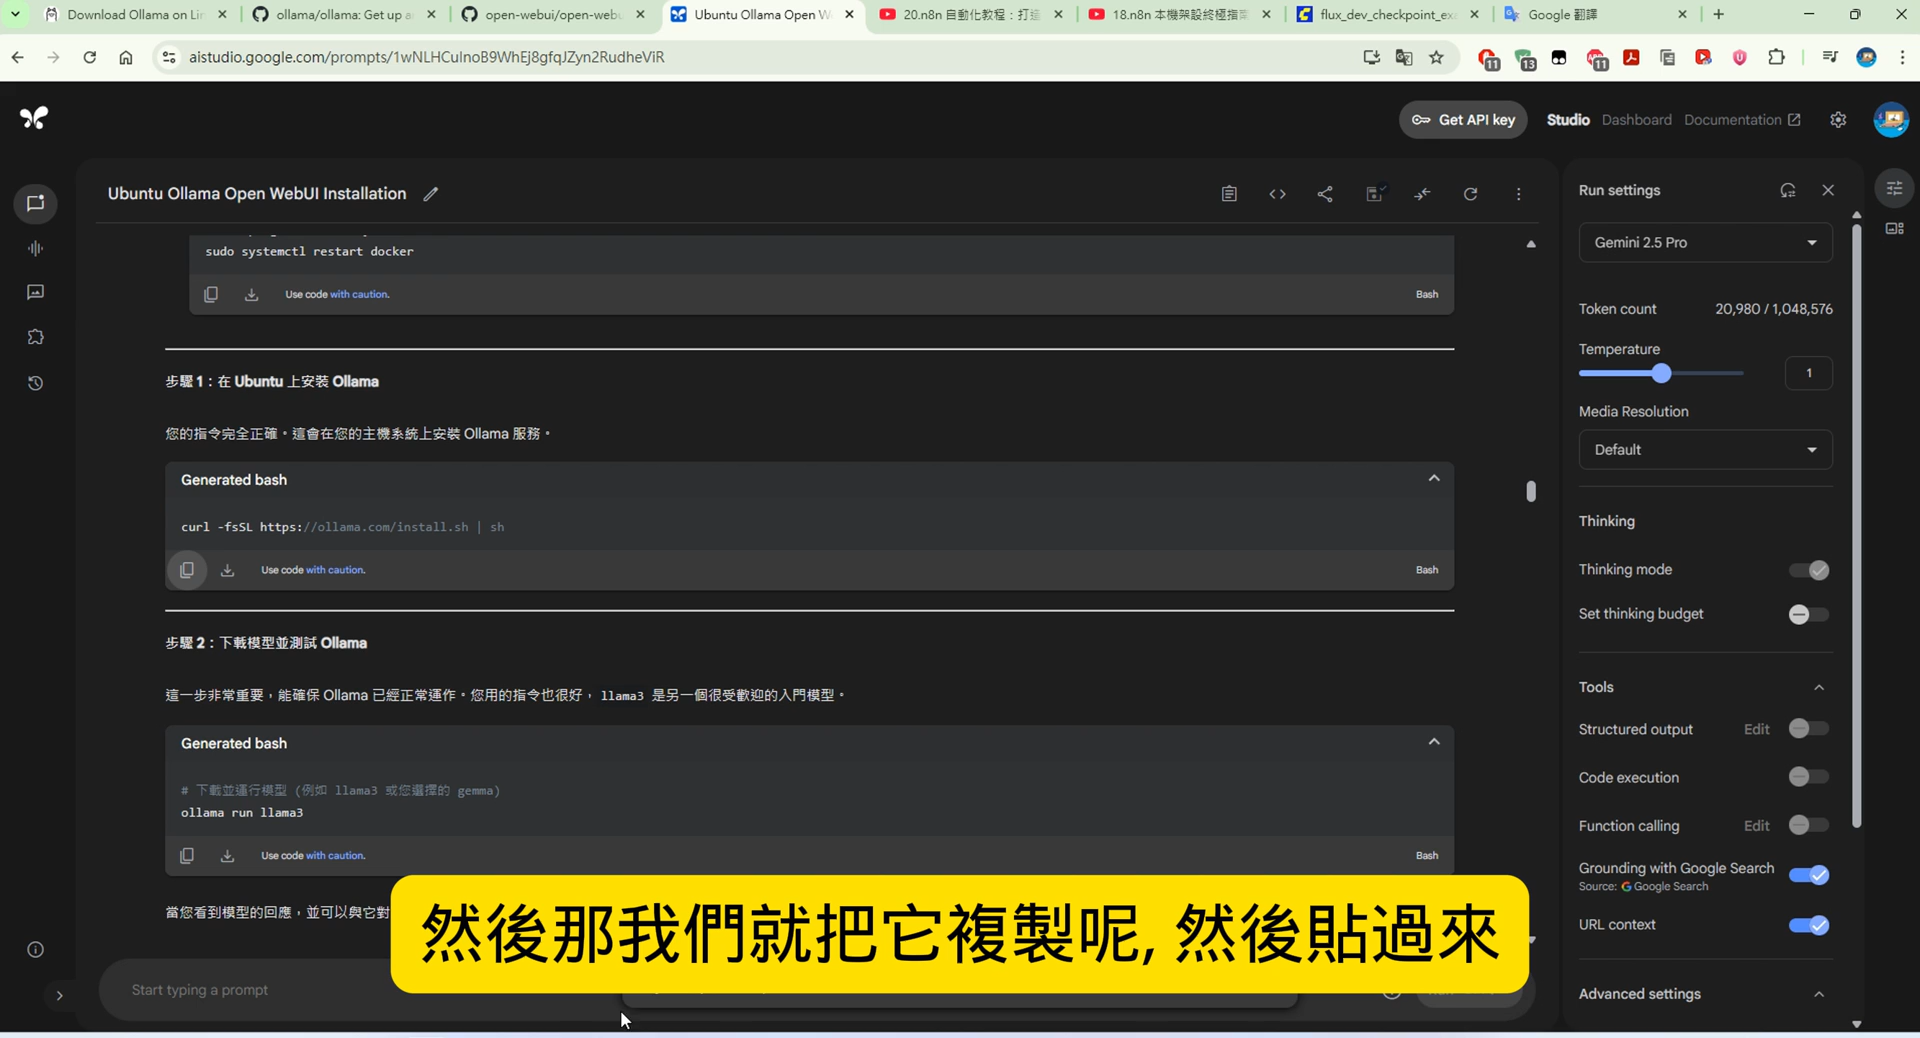 Download Ollama on Li
ollama/ollama: Get up a
open-webui/open-webu
Ubuntu Ollama Open W
20.n8n 自動化教程：打造
18.n8n 本機架設終極指南
flux_dev_checkpoint_exa
Google 翻譯
aistudio.google.com/prompts/1wNLHCuInoB9WhEj8gfqJZyn2RudheViR
11
13
11
Get API key
Studio
Dashboard
Documentation
Ubuntu Ollama Open WebUI Installation
sudo systemctl restart docker
Use code with caution.
Bash
步驟 1：在 Ubuntu 上安裝 Ollama
您的指令完全正確。這會在您的主機系統上安裝 Ollama 服務。
Generated bash
curl -fsSL https://ollama.com/install.sh | sh
Use code with caution.
Bash
步驟 2：下載模型並測試 Ollama
這一步非常重要，能確保 Ollama 已經正常運作。您用的指令也很好， llama3 是另一個很受歡迎的入門模型。
Generated bash
# 下載並運行模型 (例如 llama3 或您選擇的 gemma)
ollama run llama3
Use code with caution.
Bash
當您看到模型的回應，並可以與它對
然後那我們就把它複製呢, 然後貼過來
Start typing a prompt
Run settings
Gemini 2.5 Pro
Token count
20,980 / 1,048,576
Temperature
1
Media Resolution
Default
Thinking
Thinking mode
Set thinking budget
Tools
Structured output
Edit
Code execution
Function calling
Edit
Grounding with Google Search
Source: Google Search
URL context
Advanced settings